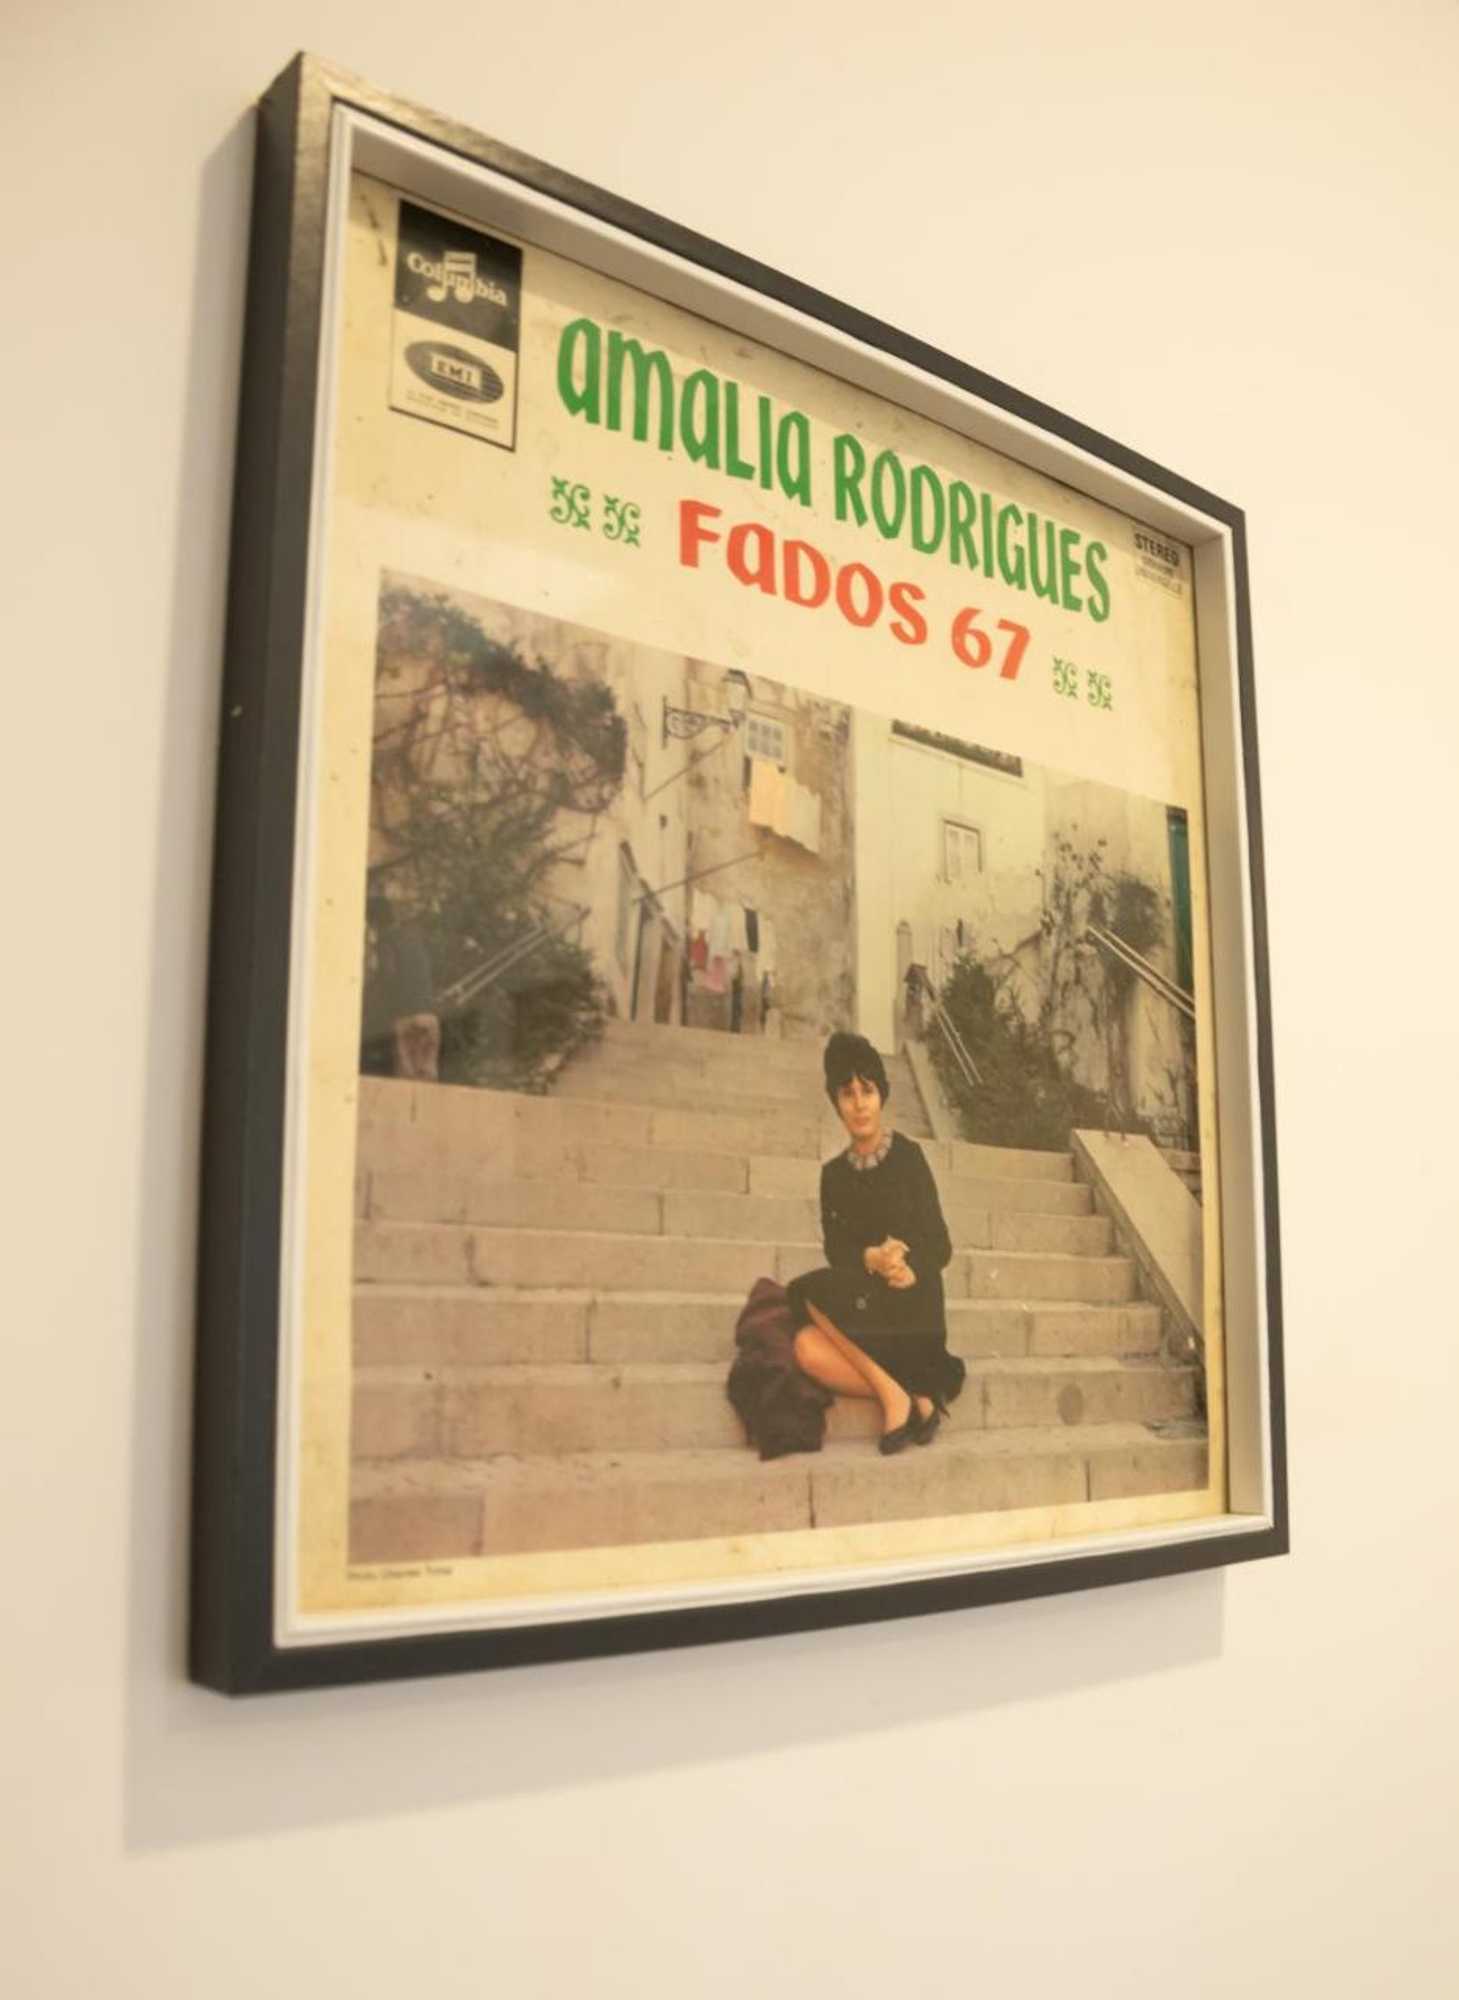 Columbia
EMI
amaLIa RODRIGUES
STEREO
FaDOS 67